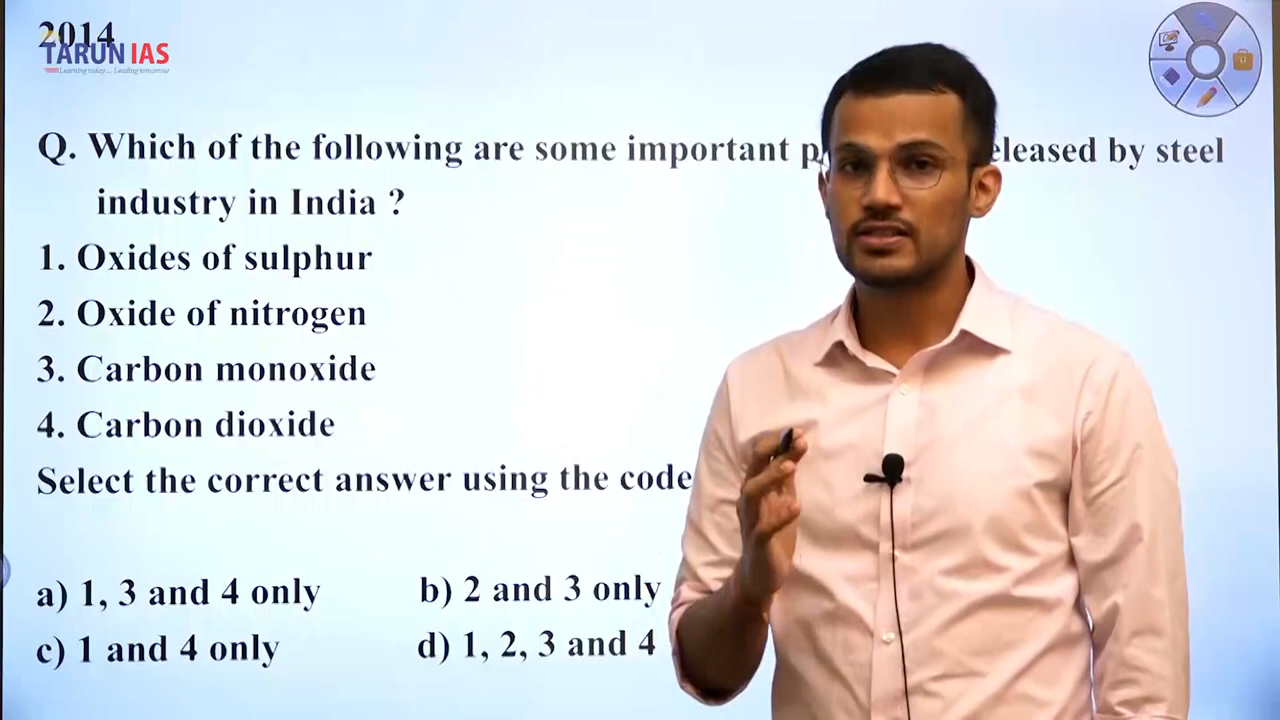 2014
TARUN IAS
Learning today... Leading tomorrow
Q. Which of the following are some important by steel
industry in India ?
1. Oxides of sulphur
2. Oxide of nitrogen
3. Carbon monoxide
4. Carbon dioxide
Select the correct answer using the code
a) 1, 3 and 4 only b) 2 and 3 only
c) 1 and 4 only d) 1, 2, 3 and 4